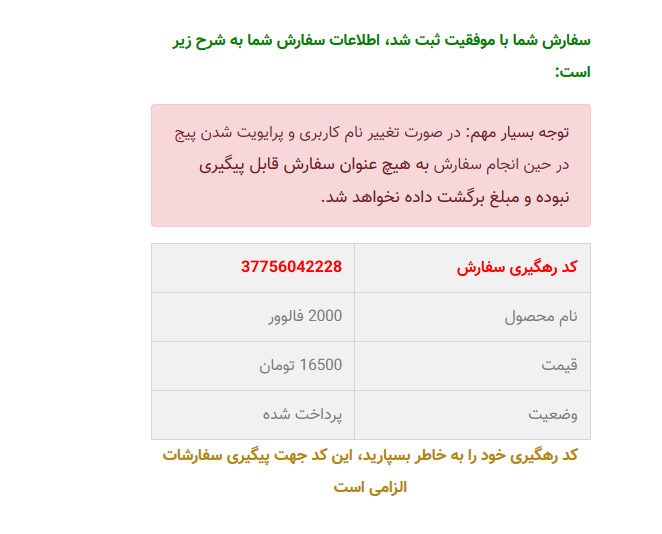 سفارش شما با موفقیت ثبت شد، اطلاعات سفارش شما به شرح زیر
است:
توجه بسیار مهم: در صورت تغییر نام کاربری و پرایویت شدن پیج
در حین انجام سفارش به هیچ عنوان سفارش قابل پیگیری
نبوده و مبلغ برگشت داده نخواهد شد.
کد رهگیری سفارش 37756042228
نام محصول 2000 فالوور
قیمت 16500 تومان
وضعیت پرداخت شده
کد رهگیری خود را به خاطر بسپارید، این کد جهت پیگیری سفارشات
الزامی است